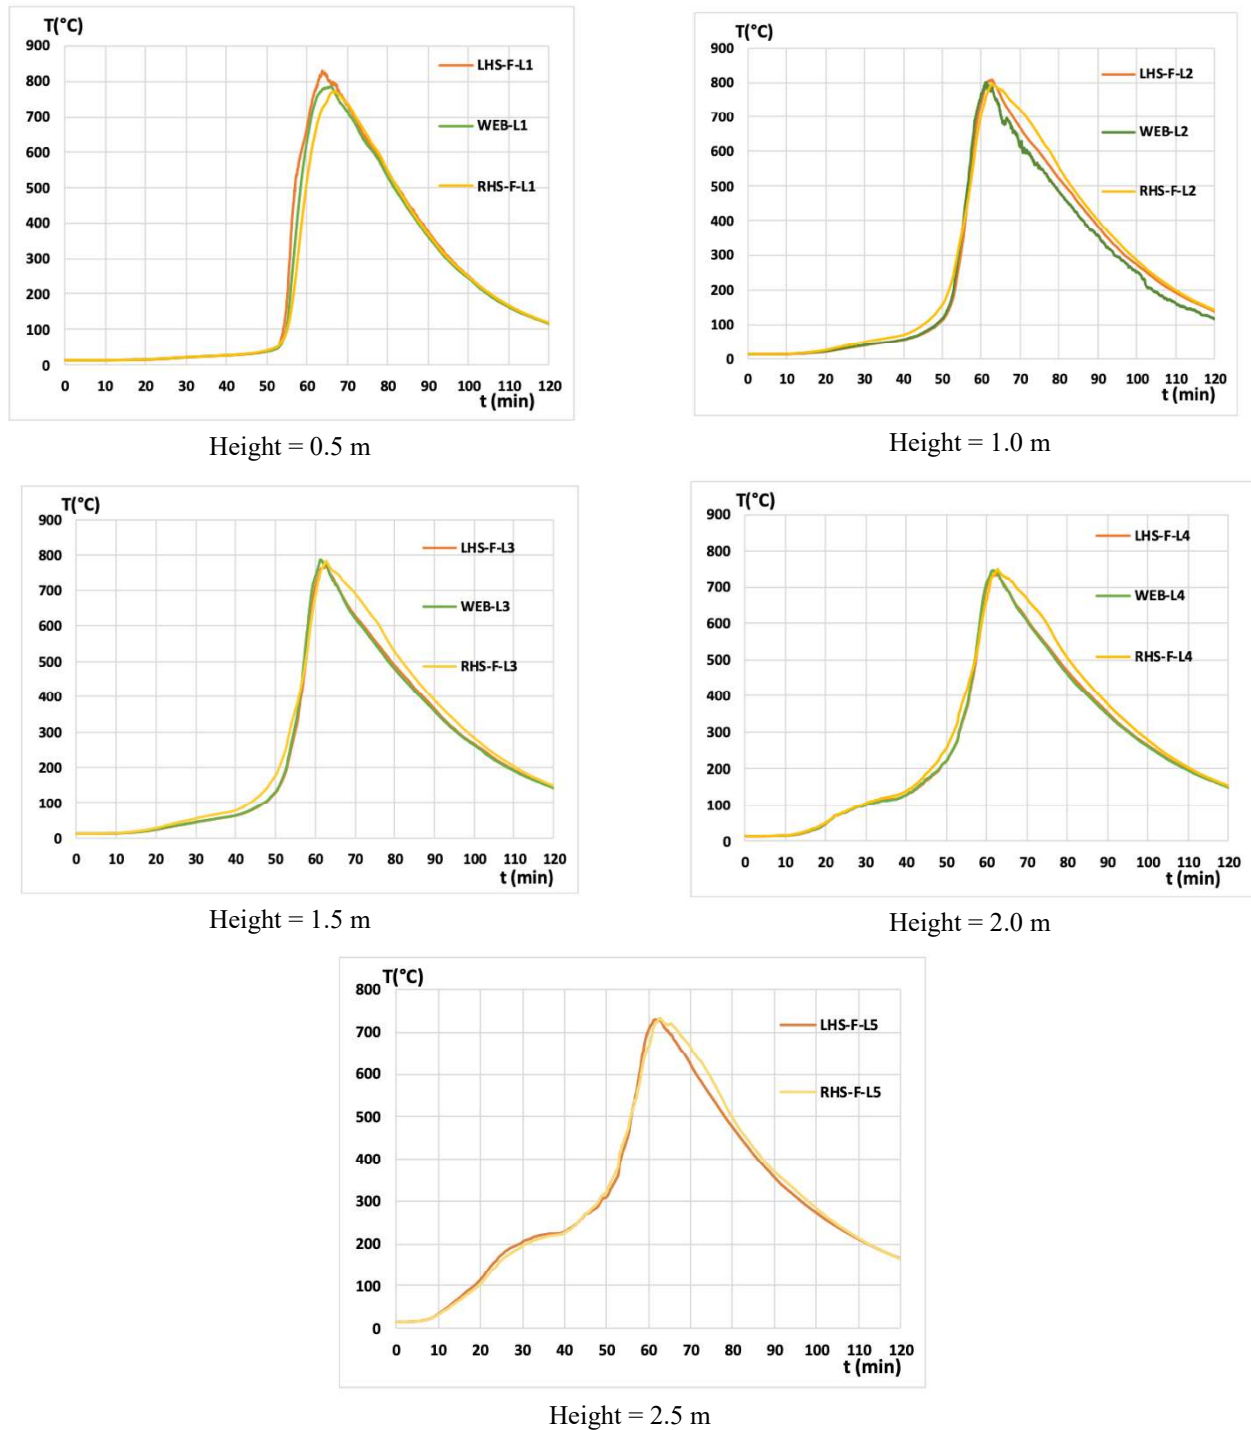 T(°C)
900
800
700
600
500
400
300
200
100
0
0 10 20 30 40 50 60 70 80 90 100 110 120
t (min)
LHS-F-L1
WEB-L1
RHS-F-L1
Height = 0.5 m
T(°C)
900
800
700
600
500
400
300
200
100
0
0 10 20 30 40 50 60 70 80 90 100 110 120
t (min)
LHS-F-L2
WEB-L2
RHS-F-L2
Height = 1.0 m
T(°C)
900
800
700
600
500
400
300
200
100
0
0 10 20 30 40 50 60 70 80 90 100 110 120
t (min)
LHS-F-L3
WEB-L3
RHS-F-L3
Height = 1.5 m
T(°C)
900
800
700
600
500
400
300
200
100
0
0 10 20 30 40 50 60 70 80 90 100 110 120
t (min)
LHS-F-L4
WEB-L4
RHS-F-L4
Height = 2.0 m
T(°C)
800
700
600
500
400
300
200
100
0
0 10 20 30 40 50 60 70 80 90 100 110 120
t (min)
LHS-F-L5
RHS-F-L5
Height = 2.5 m